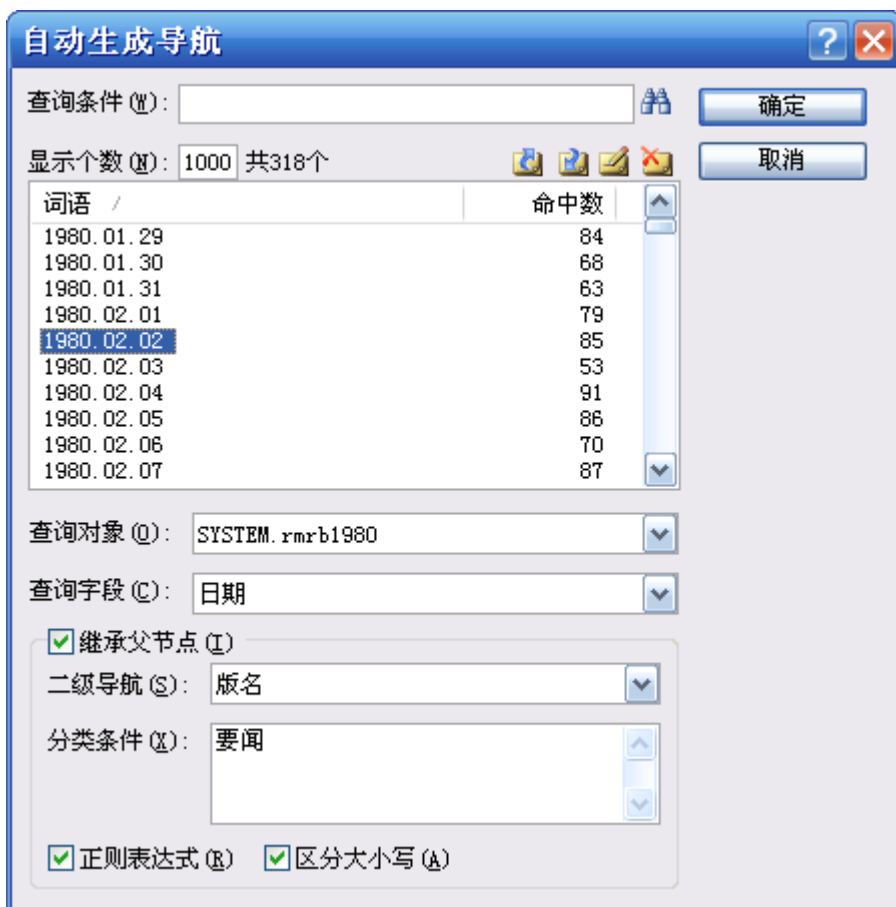 自动生成导航
查询条件(W):
确定
显示个数(N): 1000 共318个
取消
词语 命中数
1980.01.29 84
1980.01.30 68
1980.01.31 63
1980.02.01 79
1980.02.02 85
1980.02.03 53
1980.02.04 91
1980.02.05 86
1980.02.06 70
1980.02.07 87
查询对象(O): SYSTEM.rmrb1980
查询字段(C): 日期
继承父节点(I)
二级导航(S): 版名
分类条件(X): 要闻
正则表达式(R) 区分大小写(A)